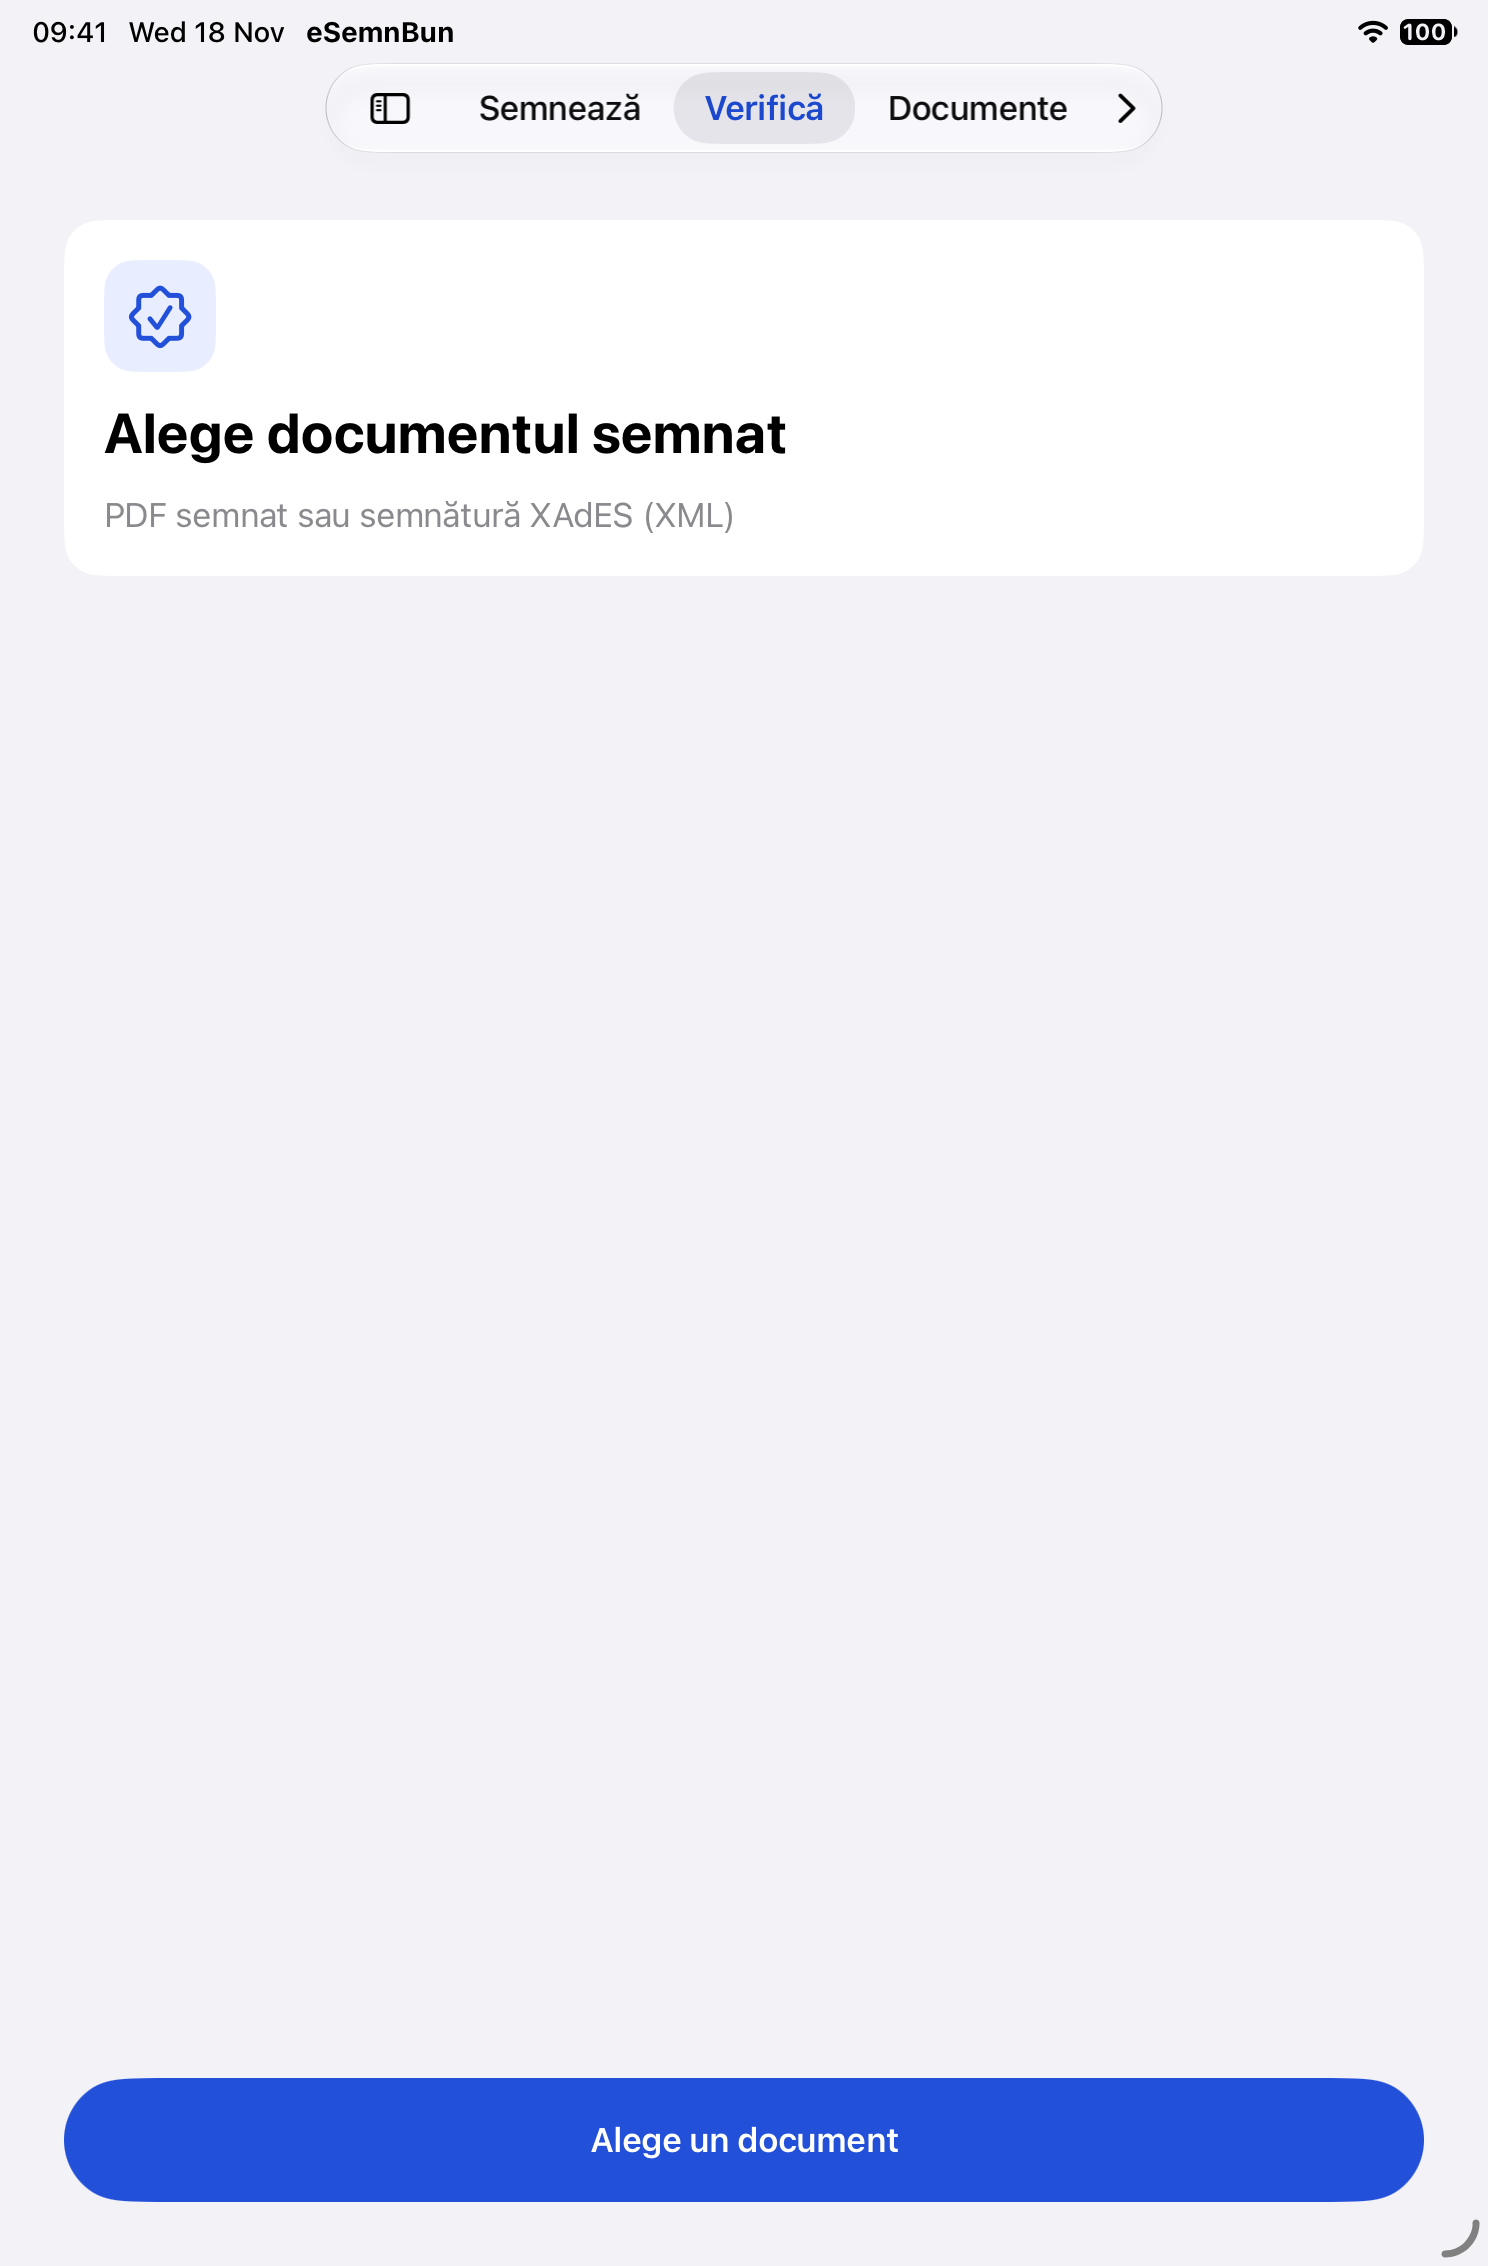 09:41 Wed 18 Nov eSemnBun 100
Semnează Verifică Documente
Alege documentul semnat
PDF semnat sau semnătură XAdES (XML)
Alege un document